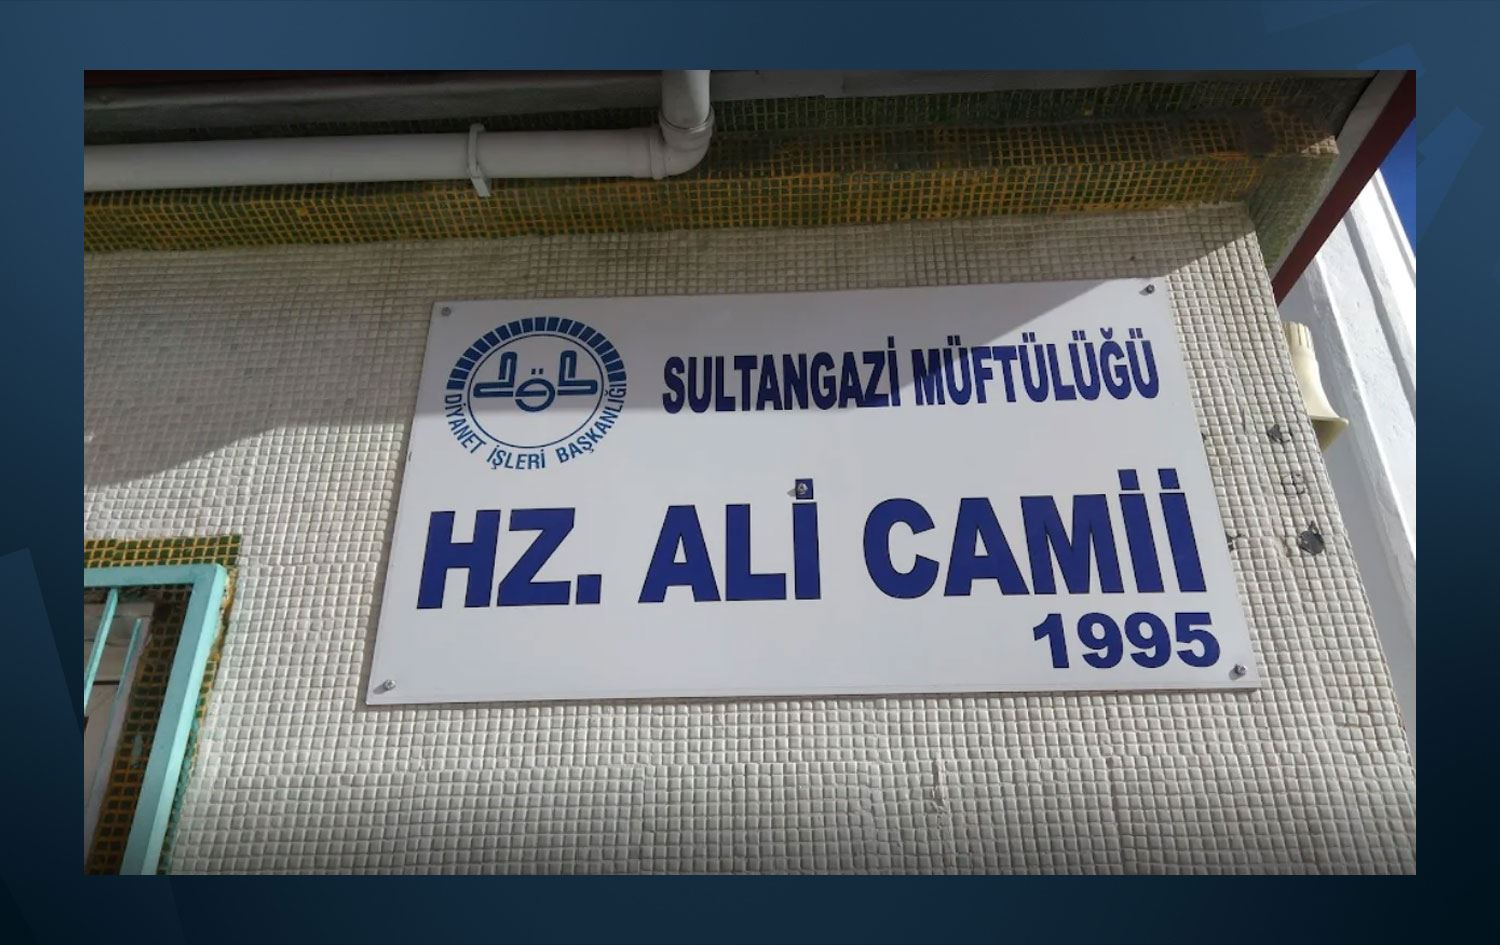 DİYANET İŞLERİ BAŞKANLIĞI
SULTANGAZİ MÜFTÜLÜĞÜ
HZ. ALİ CAMİİ
1995